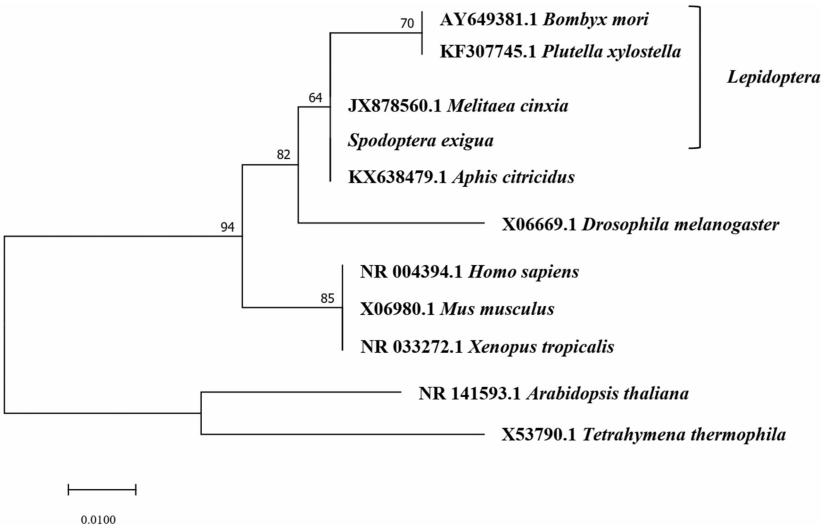 70
AY649381.1 Bombyx mori
KF307745.1 Plutella xylostella
Lepidoptera
64
JX878560.1 Melitaea cinxia
Spodoptera exigua
82
KX638479.1 Aphis citricidus
X06669.1 Drosophila melanogaster
94
NR 004394.1 Homo sapiens
85
X06980.1 Mus musculus
NR 033272.1 Xenopus tropicalis
NR 141593.1 Arabidopsis thaliana
X53790.1 Tetrahymena thermophila
0.0100